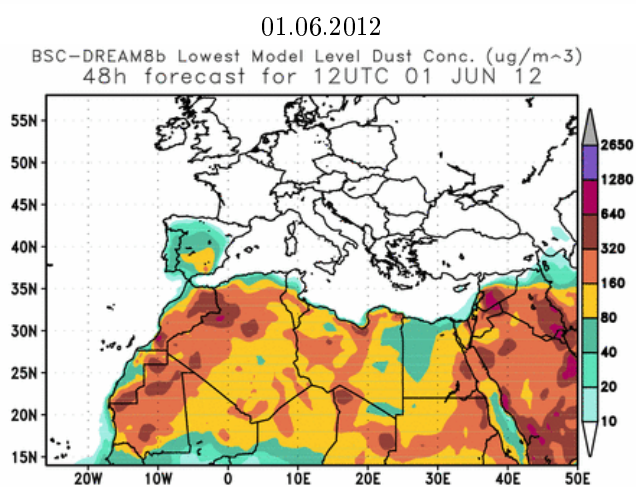 01.06.2012
BSC-DREAM8b Lowest Model Level Dust Conc. (ug/m^3)
48h forecast for 12UTC 01 JUN 12
55N
50N
45N
40N
35N
30N
25N
20N
15N
20W
10W
0
10E
20E
30E
40E
50E
2650
1280
640
320
160
80
40
20
10